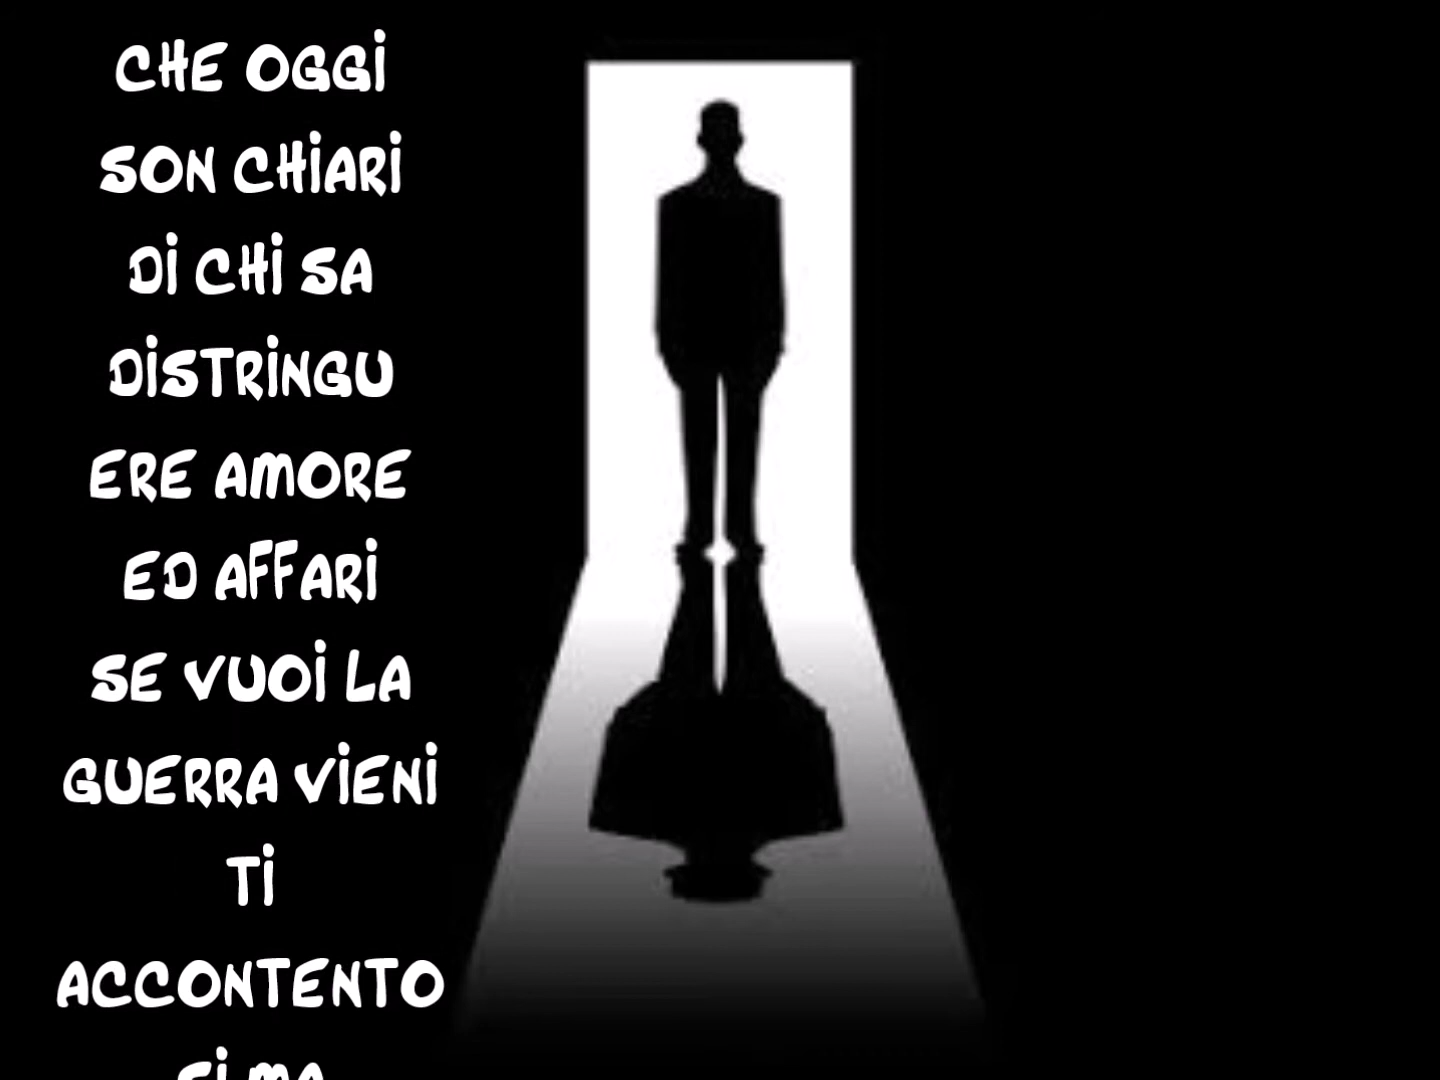 CHE OGGI
SON CHIARI
DI CHI SA
DISTRINGU
ERE AMORE
ED AFFARI
SE VUOI LA
GUERRA VIENI
TI
ACCONTENTO
MA